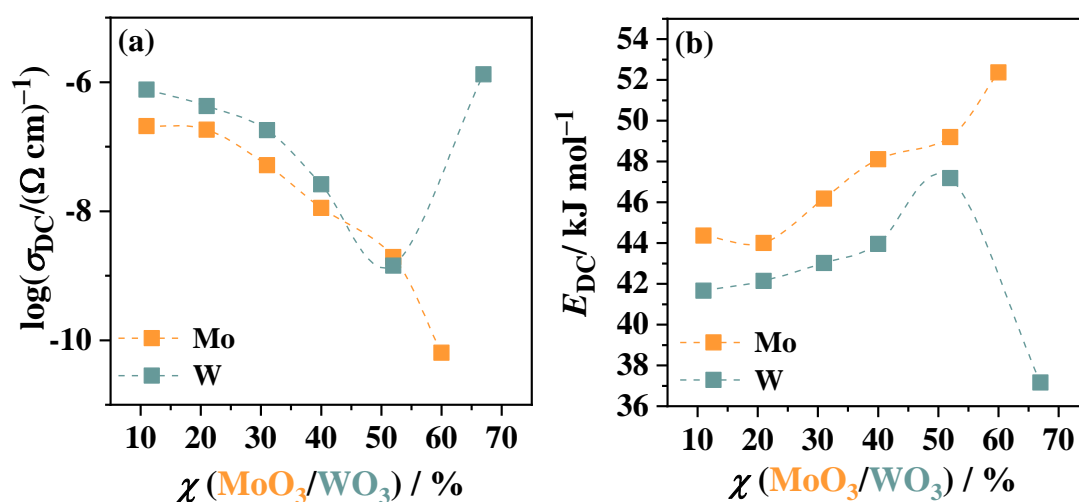 (a)
log(σDC/(Ω cm)⁻¹)
-6
-8
-10
Mo
W
10 20 30 40 50 60 70
χ (MoO₃/WO₃) / %
(b)
EDC/ kJ mol⁻¹
54
52
50
48
46
44
42
40
38
36
Mo
W
10 20 30 40 50 60 70
χ (MoO₃/WO₃) / %